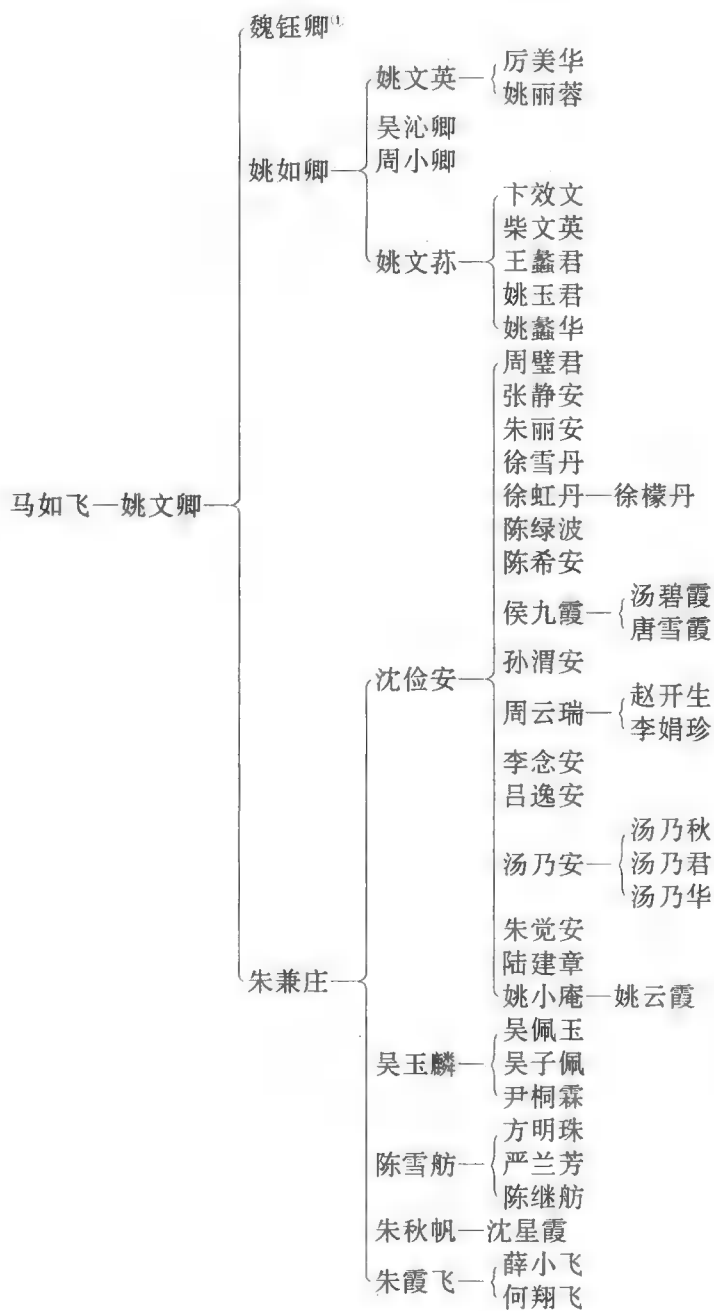 魏钰卿⁽¹⁾
厉美华
姚文英
姚丽蓉
吴沁卿
姚如卿
周小卿
卞效文
柴文英
姚文荪
王蠡君
姚玉君
姚蠡华
周璧君
张静安
朱丽安
徐雪丹
马如飞—姚文卿
徐虹丹—徐檬丹
陈绿波
陈希安
汤碧霞
侯九霞
唐雪霞
沈俭安
孙渭安
赵开生
周云瑞
李娟珍
李念安
吕逸安
汤乃秋
汤乃安
汤乃君
汤乃华
朱觉安
陆建章
朱兼庄
姚小庵—姚云霞
吴佩玉
吴玉麟
吴子佩
尹桐霖
方明珠
陈雪舫
严兰芳
陈继舫
朱秋帆—沈星霞
薛小飞
朱霞飞
何翔飞